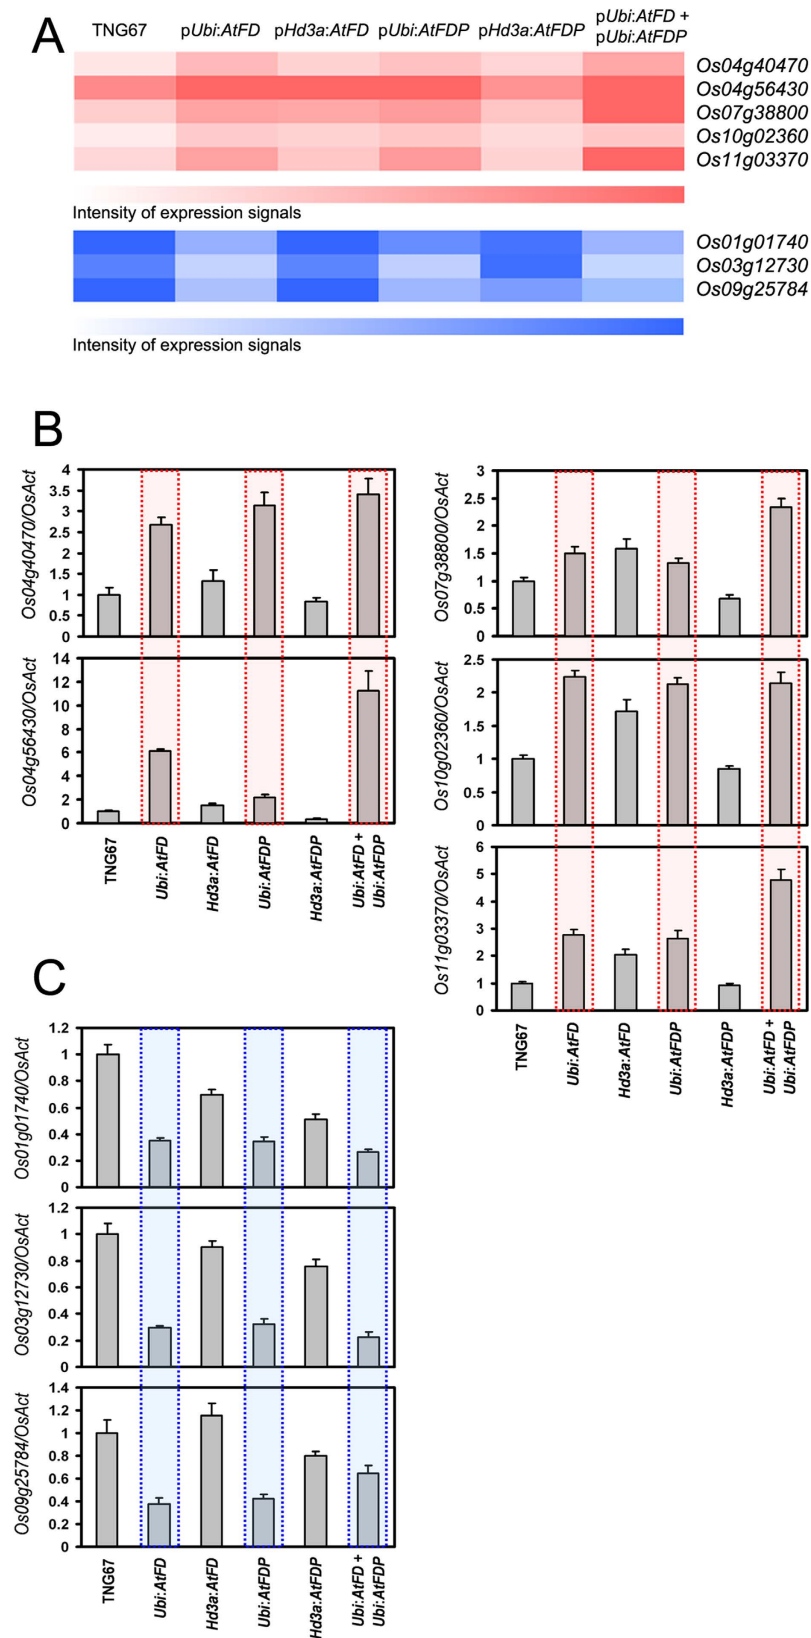 A
TNG67 pUbi:AtFD pHd3a:AtFD pUbi:AtFDP pHd3a:AtFDP pUbi:AtFD +
pUbi:AtFDP
Os04g40470
Os04g56430
Os07g38800
Os10g02360
Os11g03370
Intensity of expression signals
Os01g01740
Os03g12730
Os09g25784
Intensity of expression signals
B
Os04g40470/OsAct
4
3.5
3
2.5
2
1.5
1
0.5
0
Os04g56430/OsAct
14
12
10
8
6
4
2
0
TNG67
Ubi:AtFD
Hd3a:AtFD
Ubi:AtFDP
Hd3a:AtFDP
Ubi:AtFD +
Ubi:AtFDP
Os07g38800/OsAct
3
2.5
2
1.5
1
0.5
0
Os10g02360/OsAct
2.5
2
1.5
1
0.5
0
Os11g03370/OsAct
6
5
4
3
2
1
0
TNG67
Ubi:AtFD
Hd3a:AtFD
Ubi:AtFDP
Hd3a:AtFDP
Ubi:AtFD +
Ubi:AtFDP
C
Os01g01740/OsAct
1.2
1
0.8
0.6
0.4
0.2
0
Os03g12730/OsAct
1.2
1
0.8
0.6
0.4
0.2
0
Os09g25784/OsAct
1.4
1.2
1
0.8
0.6
0.4
0.2
0
TNG67
Ubi:AtFD
Hd3a:AtFD
Ubi:AtFDP
Hd3a:AtFDP
Ubi:AtFD +
Ubi:AtFDP